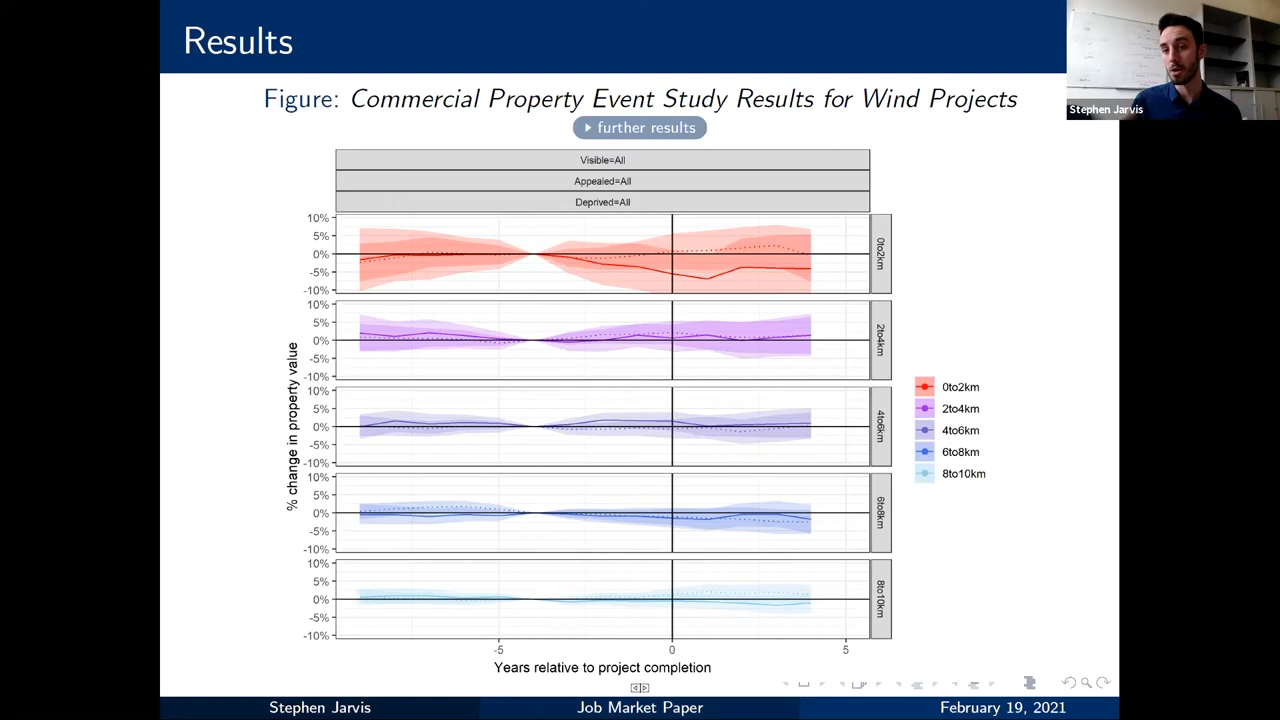 Results
Stephen Jarvis
Figure: Commercial Property Event Study Results for Wind Projects
further results
Visible=All
Appealed=All
Deprived=All
10%
5%
0%
-5%
-10%
0to2km
10%
5%
0%
-5%
-10%
2to4km
10%
5%
0%
-5%
-10%
4to6km
10%
5%
0%
-5%
-10%
6to8km
10%
5%
0%
-5%
-10%
8to10km
% change in property value
-5 0 5
Years relative to project completion
0to2km
2to4km
4to6km
6to8km
8to10km
Stephen Jarvis Job Market Paper February 19, 2021